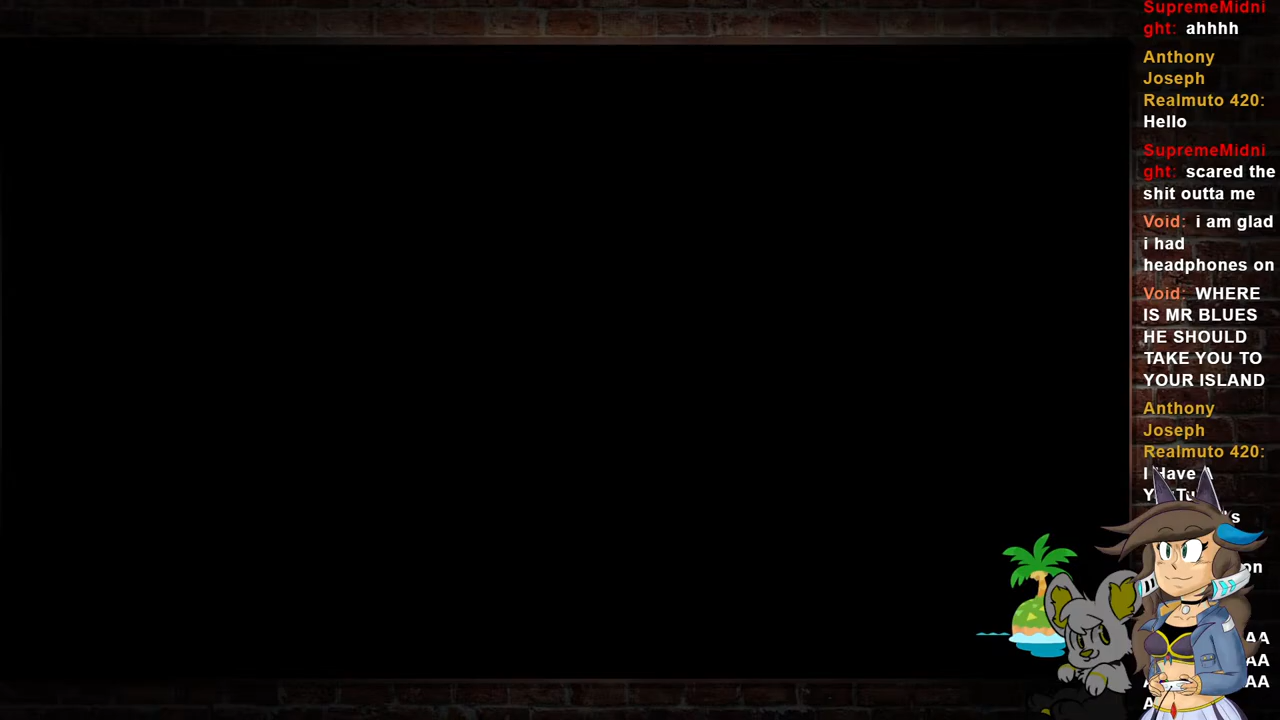 SupremeMidni
ght: ahhhh
Anthony
Joseph
Realmuto 420:
Hello
SupremeMidni
ght: scared the
shit outta me
Void: i am glad
i had
headphones on
Void: WHERE
IS MR BLUES
HE SHOULD
TAKE YOU TO
YOUR ISLAND
Anthony
Joseph
Realmuto 420:
I Have